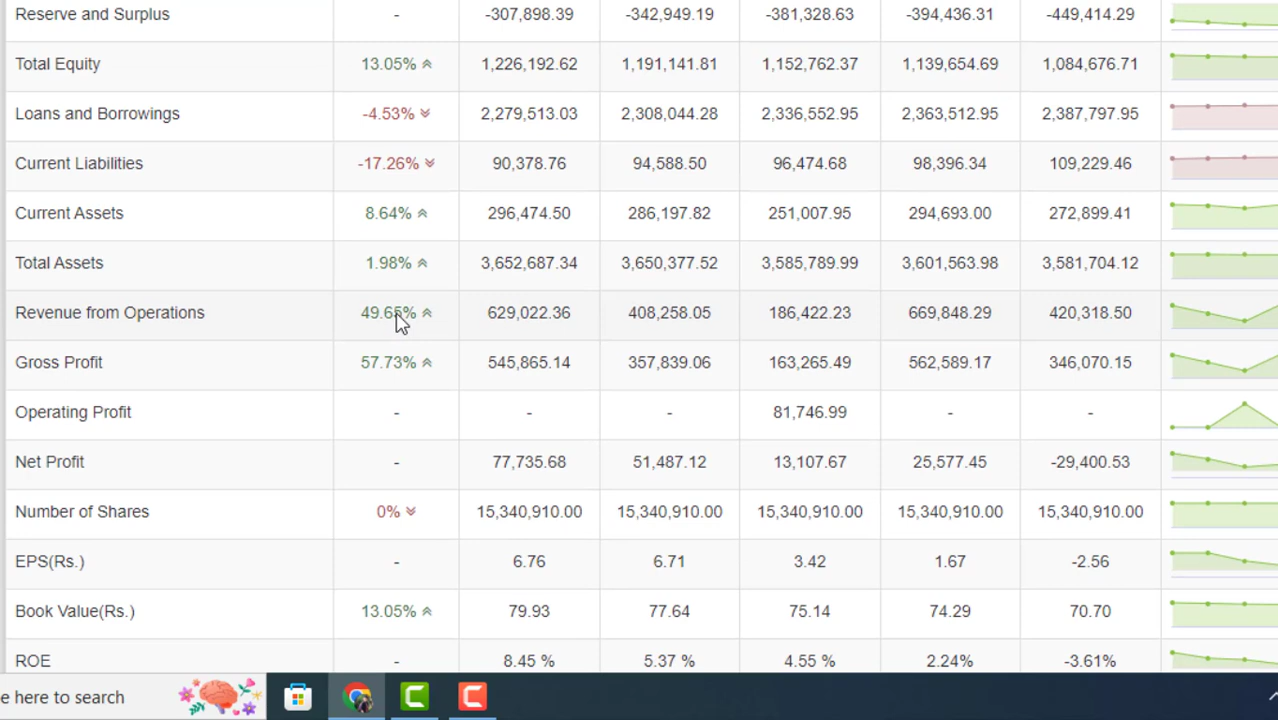 Reserve and Surplus - -307,898.39 -342,949.19 -381,328.63 -394,436.31 -449,414.29
Total Equity 13.05% 1,226,192.62 1,191,141.81 1,152,762.37 1,139,654.69 1,084,676.71
Loans and Borrowings -4.53% 2,279,513.03 2,308,044.28 2,336,552.95 2,363,512.95 2,387,797.95
Current Liabilities -17.26% 90,378.76 94,588.50 96,474.68 98,396.34 109,229.46
Current Assets 8.64% 296,474.50 286,197.82 251,007.95 294,693.00 272,899.41
Total Assets 1.98% 3,652,687.34 3,650,377.52 3,585,789.99 3,601,563.98 3,581,704.12
Revenue from Operations 49.65% 629,022.36 408,258.05 186,422.23 669,848.29 420,318.50
Gross Profit 57.73% 545,865.14 357,839.06 163,265.49 562,589.17 346,070.15
Operating Profit - - - 81,746.99 - -
Net Profit - 77,735.68 51,487.12 13,107.67 25,577.45 -29,400.53
Number of Shares 0% 15,340,910.00 15,340,910.00 15,340,910.00 15,340,910.00 15,340,910.00
EPS(Rs.) - 6.76 6.71 3.42 1.67 -2.56
Book Value(Rs.) 13.05% 79.93 77.64 75.14 74.29 70.70
ROE - 8.45 % 5.37 % 4.55 % 2.24% -3.61%
e here to search